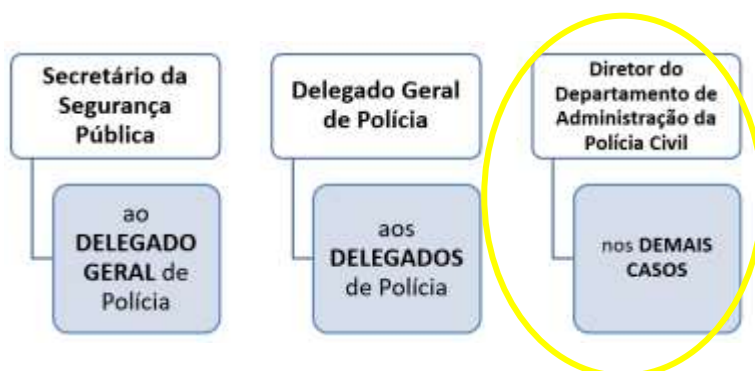 Secretário da
Segurança
Pública
ao
DELEGADO
GERAL de
Polícia
Delegado Geral
de Polícia
aos
DELEGADOS
de Polícia
Diretor do
Departamento de
Administração da
Polícia Civil
nos DEMAIS
CASOS